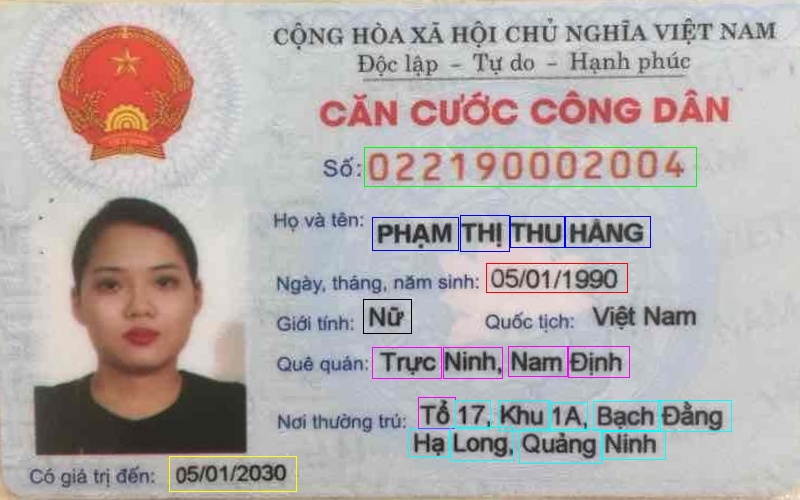 CỘNG HÒA XÃ HỘI CHỦ NGHĨA VIỆT NAM
Độc lập - Tự do - Hạnh phúc
CĂN CƯỚC CÔNG DÂN
Số: 022190002004
Họ và tên: PHẠM THỊ THU HẰNG
Ngày, tháng, năm sinh: 05/01/1990
Giới tính: Nữ Quốc tịch: Việt Nam
Quê quán: Trực Ninh, Nam Định
Nơi thường trú: Tổ 17, Khu 1A, Bạch Đằng
Hạ Long, Quảng Ninh
Có giá trị đến: 05/01/2030